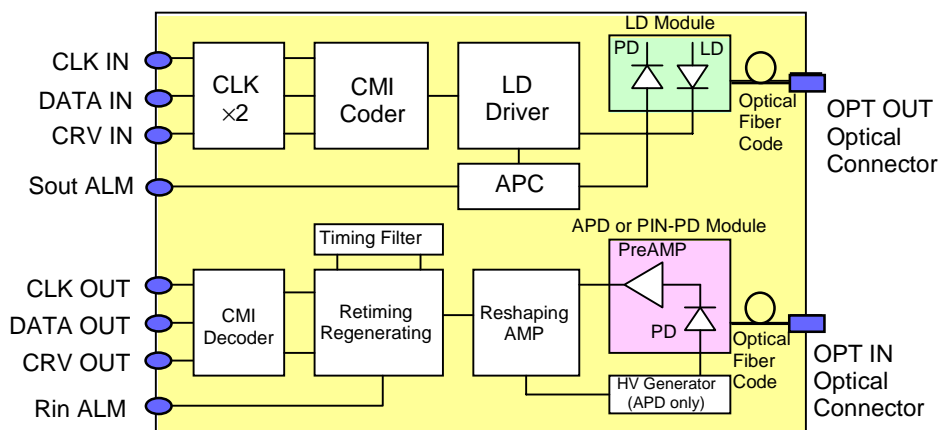 LD Module
PD
LD
CLK IN
DATA IN
CRV IN
Sout ALM
CLK
×2
CMI
Coder
LD
Driver
APC
Optical
Fiber
Code
OPT OUT
Optical
Connector
Timing Filter
APD or PIN-PD Module
PreAMP
PD
CLK OUT
DATA OUT
CRV OUT
Rin ALM
CMI
Decoder
Retiming
Regenerating
Reshaping
AMP
HV Generator
(APD only)
Optical
Fiber
Code
OPT IN
Optical
Connector